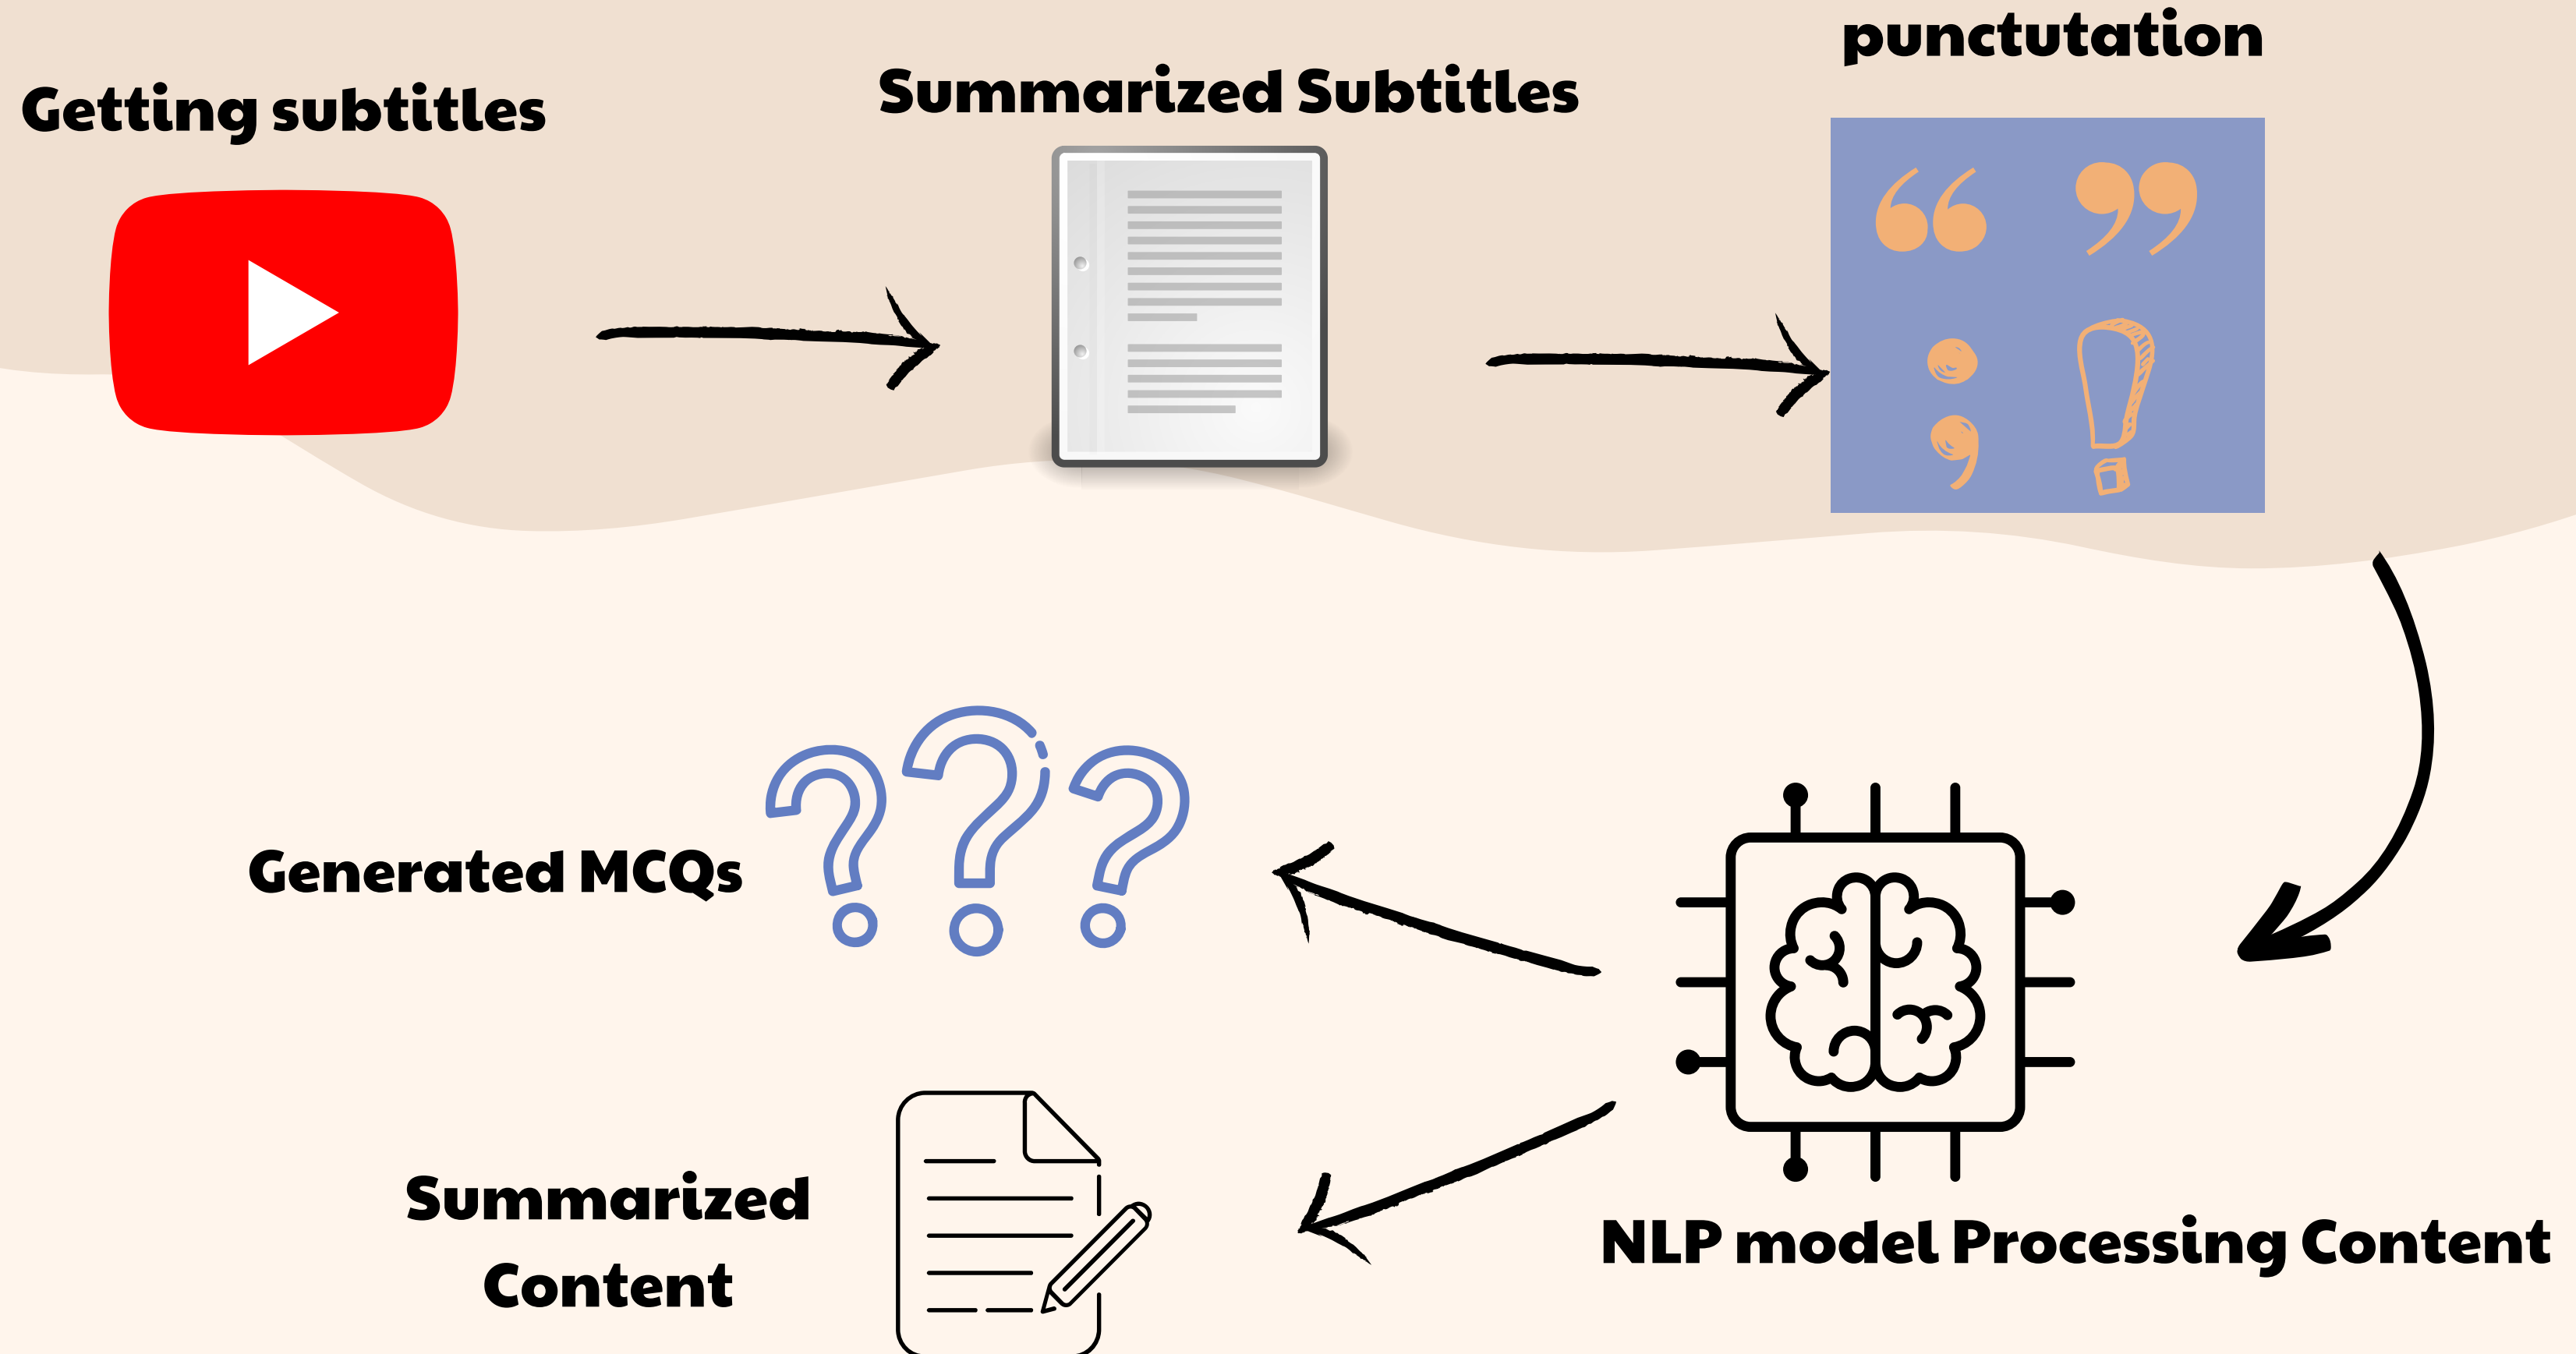 Getting subtitles
Summarized Subtitles
punctutation
Generated MCQs
NLP model Processing Content
Summarized
Content